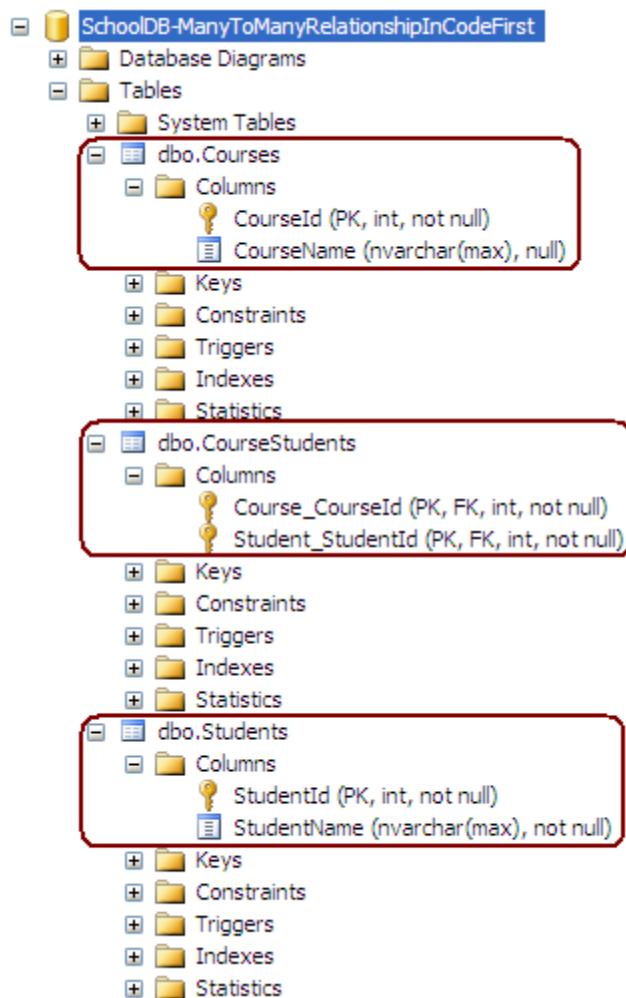 SchoolDB-ManyToManyRelationshipInCodeFirst
Database Diagrams
Tables
System Tables
dbo.Courses
Columns
CourseId (PK, int, not null)
CourseName (nvarchar(max), null)
Keys
Constraints
Triggers
Indexes
Statistics
dbo.CourseStudents
Columns
Course_CourseId (PK, FK, int, not null)
Student_StudentId (PK, FK, int, not null)
Keys
Constraints
Triggers
Indexes
Statistics
dbo.Students
Columns
StudentId (PK, int, not null)
StudentName (nvarchar(max), not null)
Keys
Constraints
Triggers
Indexes
Statistics